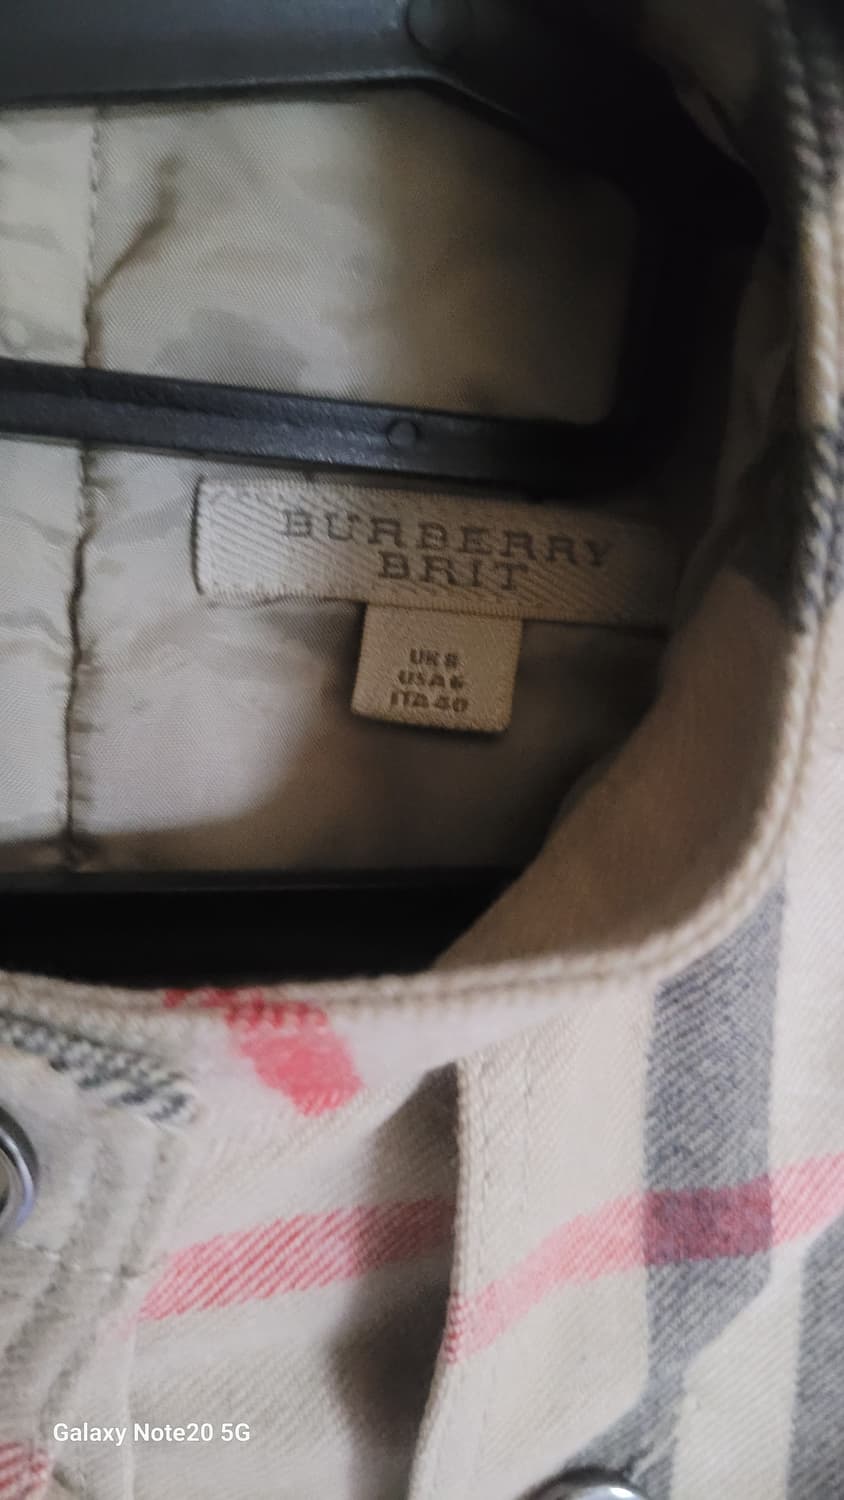 BURBERRY
BRIT
UK 8
USA 6
ITA 40
Galaxy Note20 5G